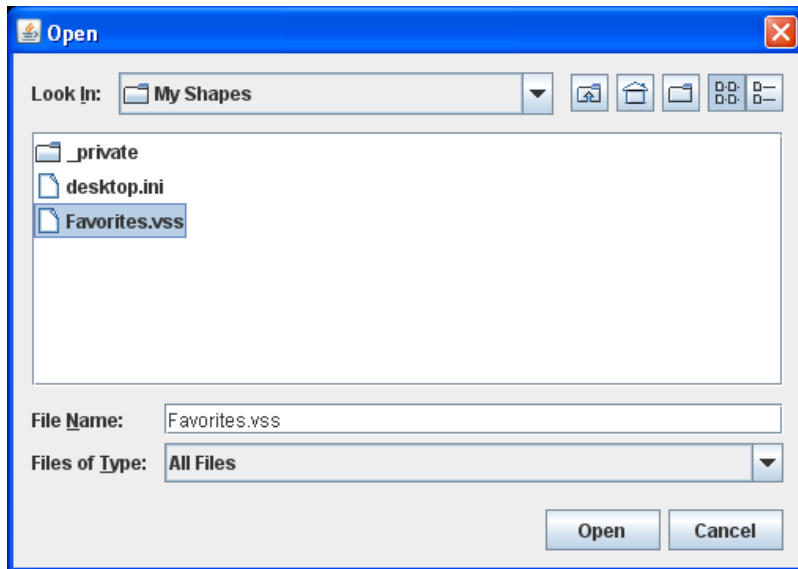 Open
Look In: My Shapes
_private
desktop.ini
Favorites.vss
File Name: Favorites.vss
Files of Type: All Files
Open Cancel